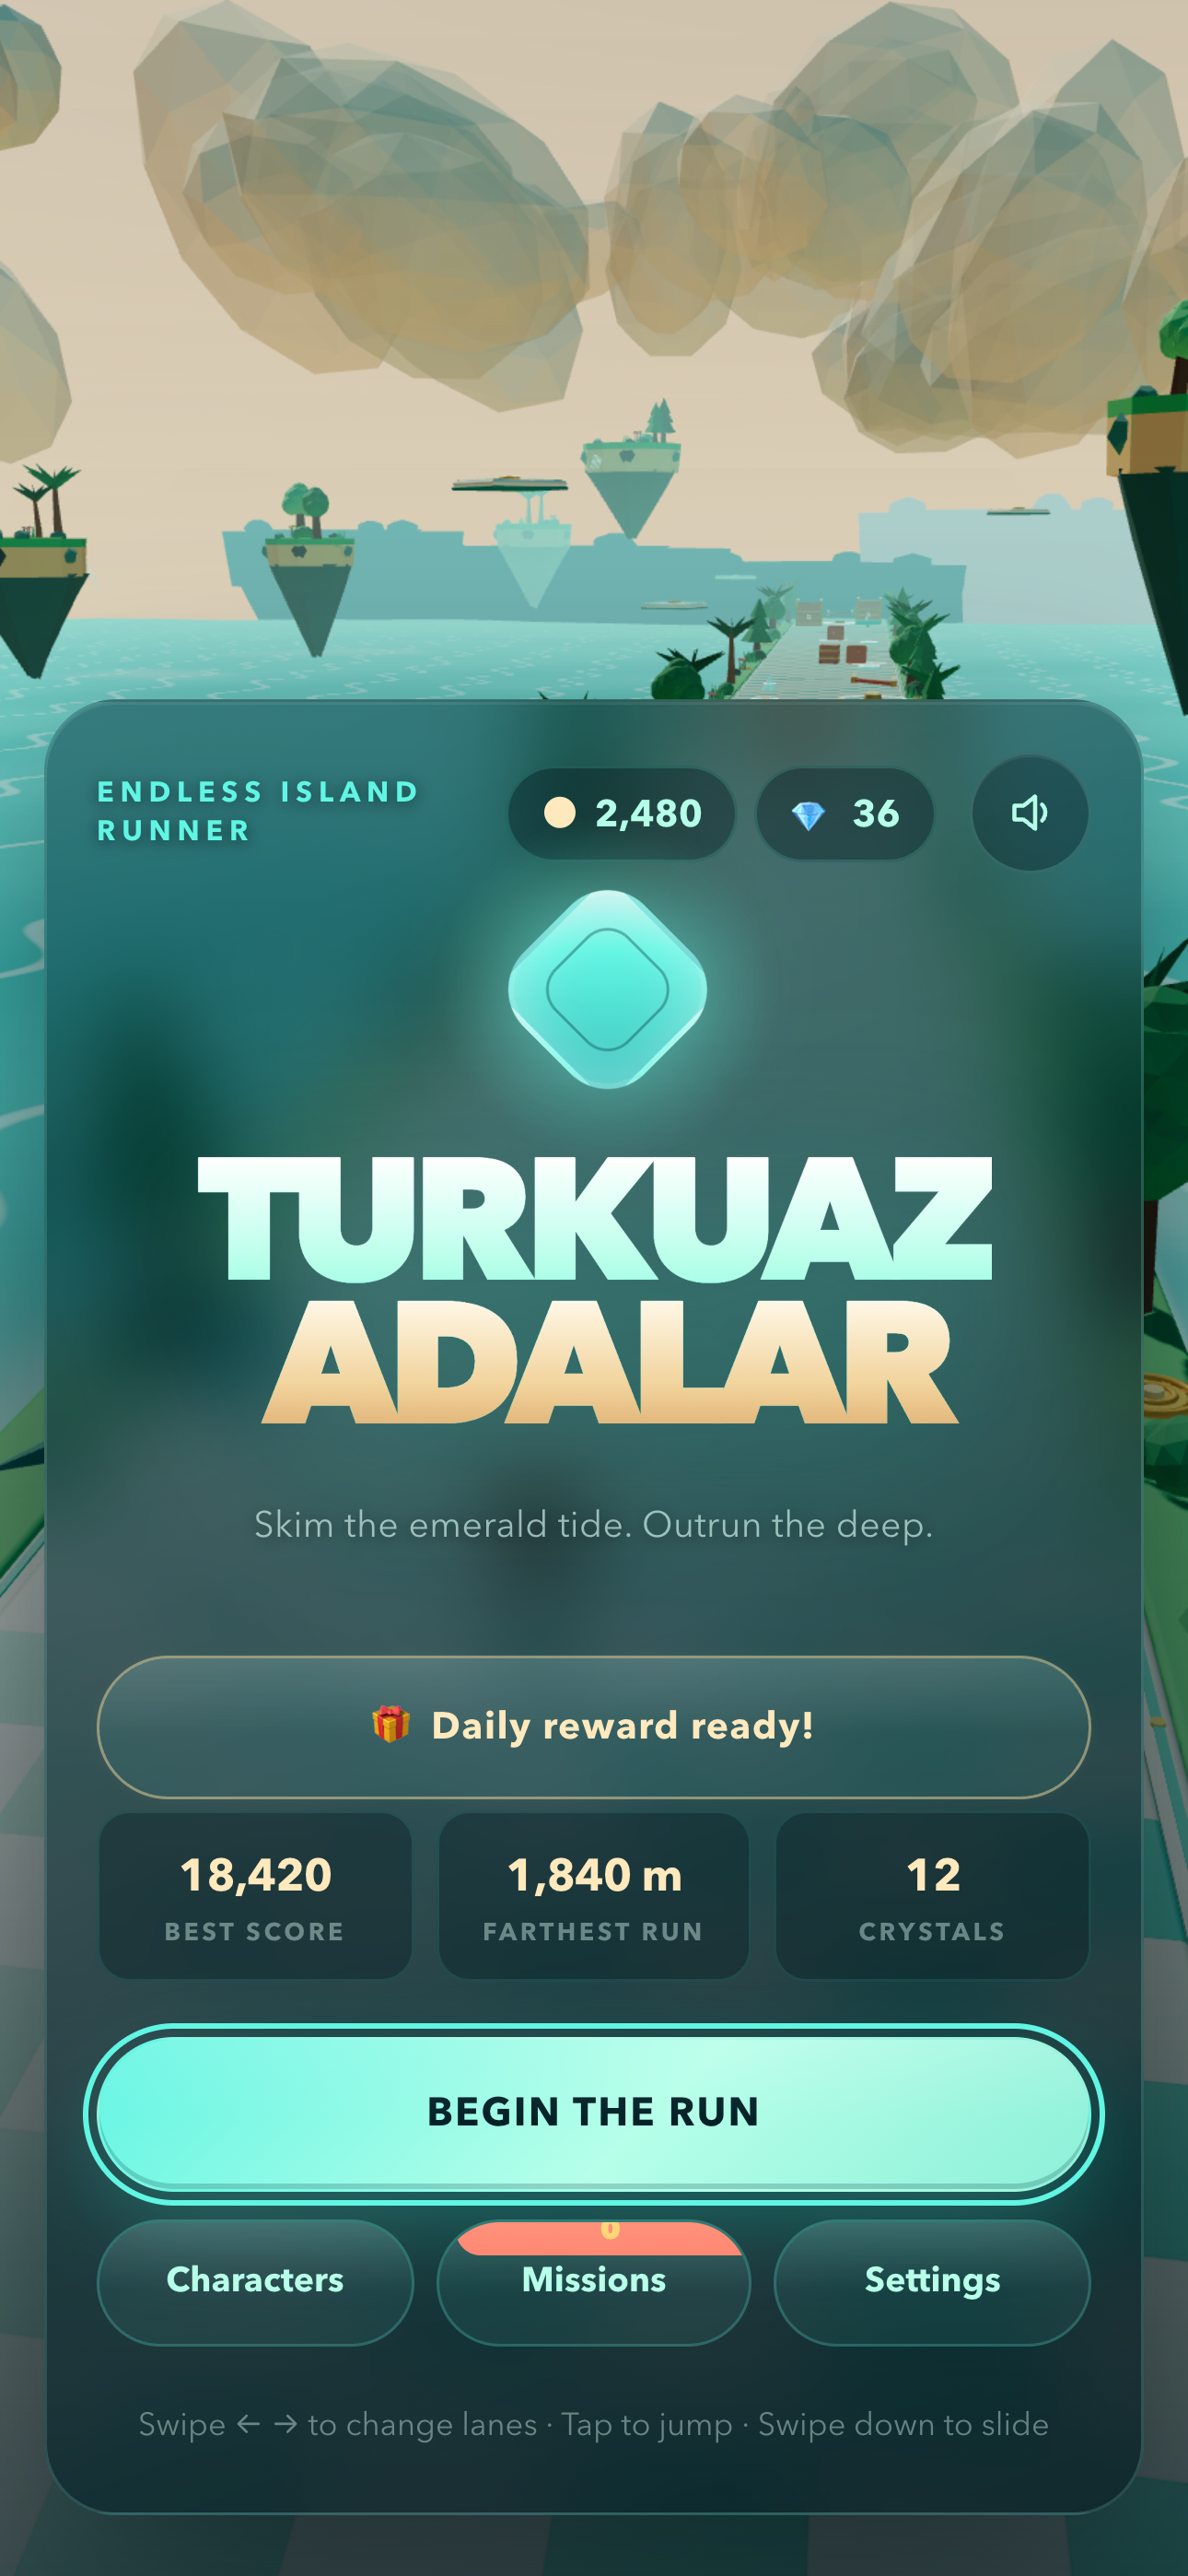 ENDLESS ISLAND
RUNNER
2,480
36
TURKUAZ
ADALAR
Skim the emerald tide. Outrun the deep.
Daily reward ready!
18,420
BEST SCORE
1,840 m
FARTHEST RUN
12
CRYSTALS
BEGIN THE RUN
Characters
Missions
Settings
Swipe ← → to change lanes · Tap to jump · Swipe down to slide